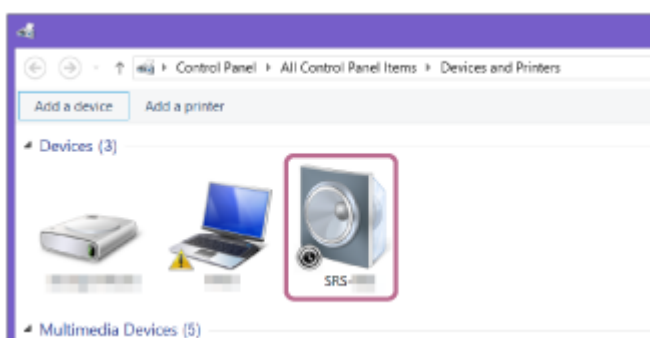 Control Panel All Control Panel Items Devices and Printers
Add a device Add a printer
Devices (3)
SRS-
Multimedia Devices (5)